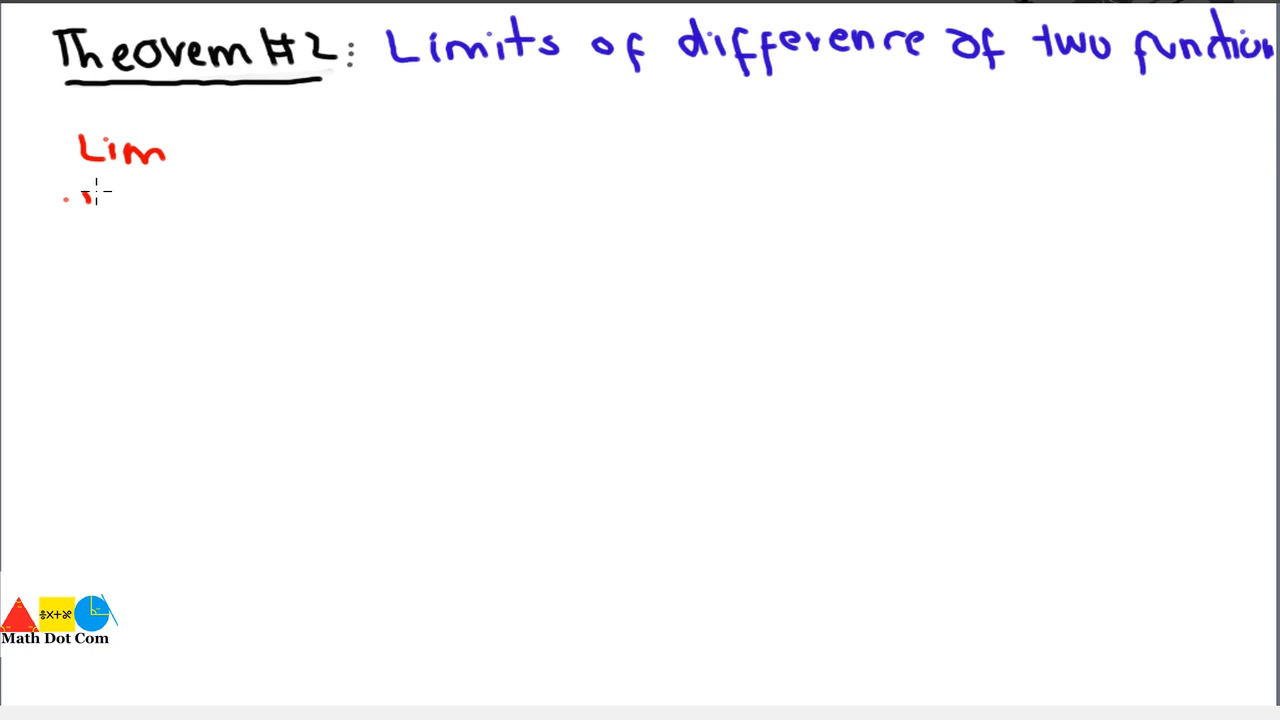 Theorem # 2: Limits of difference of two function
Lim
Math Dot Com